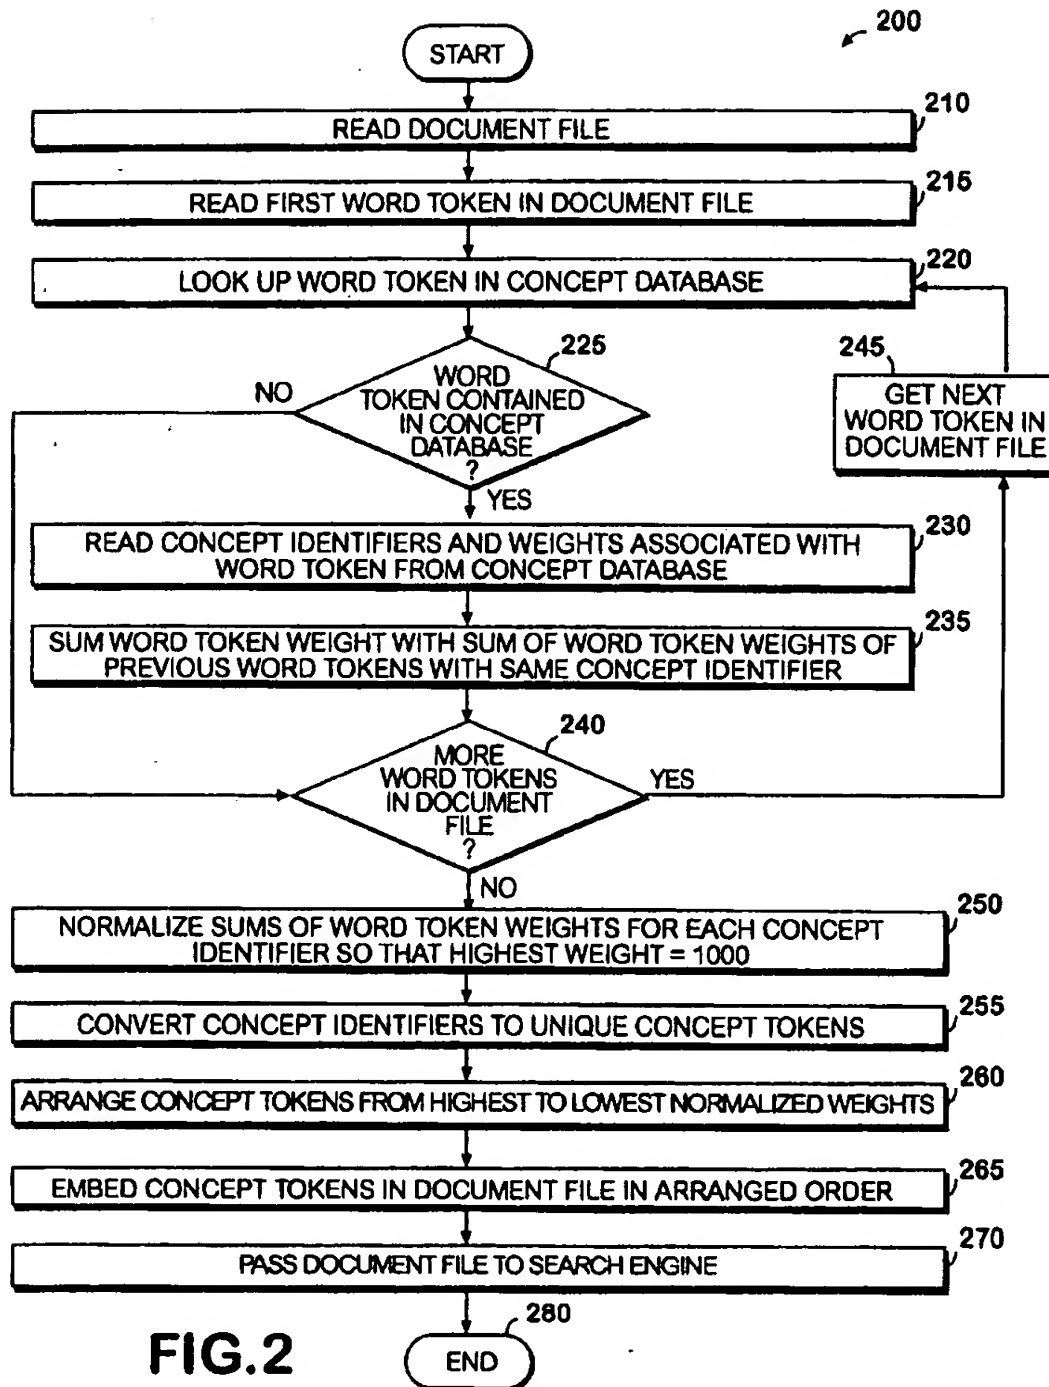 200
START
210
READ DOCUMENT FILE
215
READ FIRST WORD TOKEN IN DOCUMENT FILE
220
LOOK UP WORD TOKEN IN CONCEPT DATABASE
225
WORD
TOKEN CONTAINED
IN CONCEPT
DATABASE
?
NO
YES
245
GET NEXT
WORD TOKEN IN
DOCUMENT FILE
230
READ CONCEPT IDENTIFIERS AND WEIGHTS ASSOCIATED WITH
WORD TOKEN FROM CONCEPT DATABASE
235
SUM WORD TOKEN WEIGHT WITH SUM OF WORD TOKEN WEIGHTS OF
PREVIOUS WORD TOKENS WITH SAME CONCEPT IDENTIFIER
240
MORE
WORD TOKENS
IN DOCUMENT
FILE
?
YES
NO
250
NORMALIZE SUMS OF WORD TOKEN WEIGHTS FOR EACH CONCEPT
IDENTIFIER SO THAT HIGHEST WEIGHT = 1000
255
CONVERT CONCEPT IDENTIFIERS TO UNIQUE CONCEPT TOKENS
260
ARRANGE CONCEPT TOKENS FROM HIGHEST TO LOWEST NORMALIZED WEIGHTS
265
EMBED CONCEPT TOKENS IN DOCUMENT FILE IN ARRANGED ORDER
270
PASS DOCUMENT FILE TO SEARCH ENGINE
280
END
FIG.2